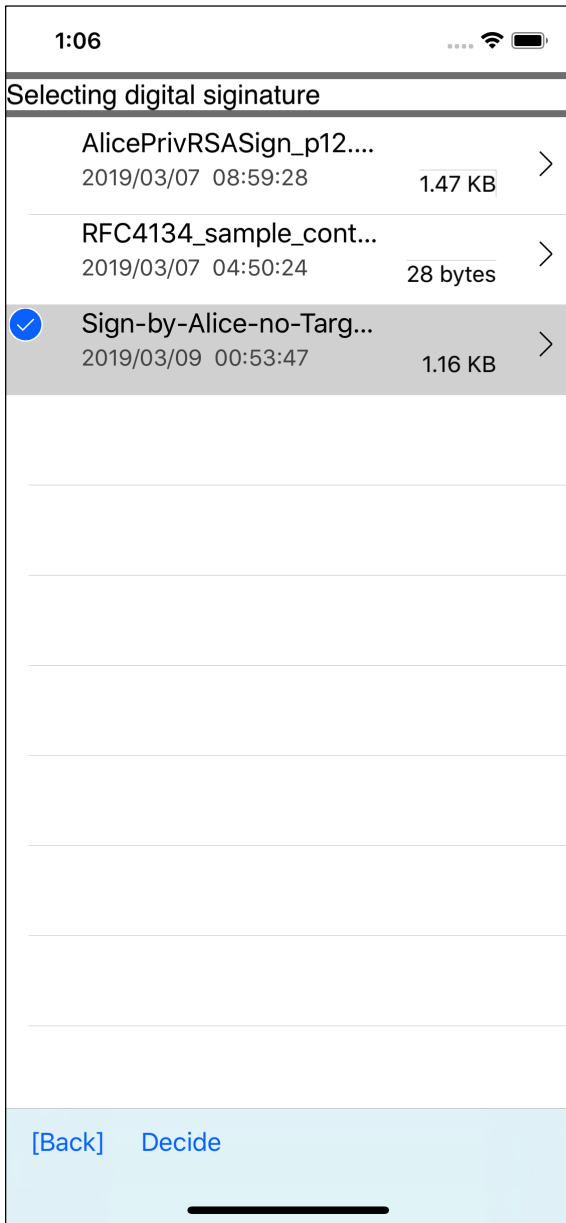 1:06
Selecting digital siginature
AlicePrivRSASign_p12....
2019/03/07 08:59:28
1.47 KB
RFC4134_sample_cont...
2019/03/07 04:50:24
28 bytes
Sign-by-Alice-no-Targ...
2019/03/09 00:53:47
1.16 KB
[Back] Decide